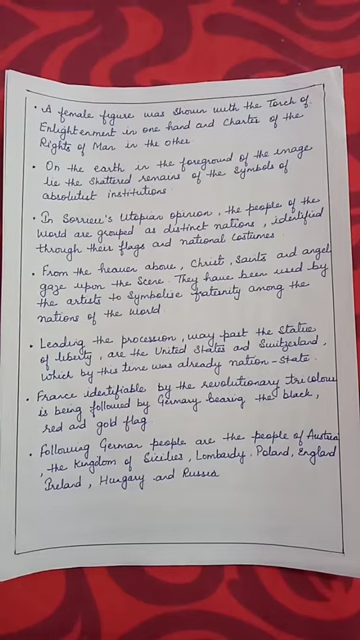 • A female figure was shown with the Torch of
Enlightenment in one hand and Charter of the
Rights of Man in the other
• On the earth in the foreground of the image
lie the shattered remains of the symbols of
absolutist institutions
• In Sorrieu's Utopian opinion, the people of the
world are grouped as distinct nations, identified
through their flags and national costumes.
• From the heaven above, Christ, Saints and angel
gaze upon the scene. They have been used by
the artists to symbolise fraternity among the
nations of the world
• Leading the procession, way past the Statue
of liberty, are the United States and Switzerland,
which by this time was already nation-state.
• France identifiable by the revolutionary tricolour
is being followed by Germany bearing the black,
red and gold flag
• Following German people are the people of Austria
, the Kingdom of Sicilies, Lombardy, Poland, England
Ireland, Hungary and Russia